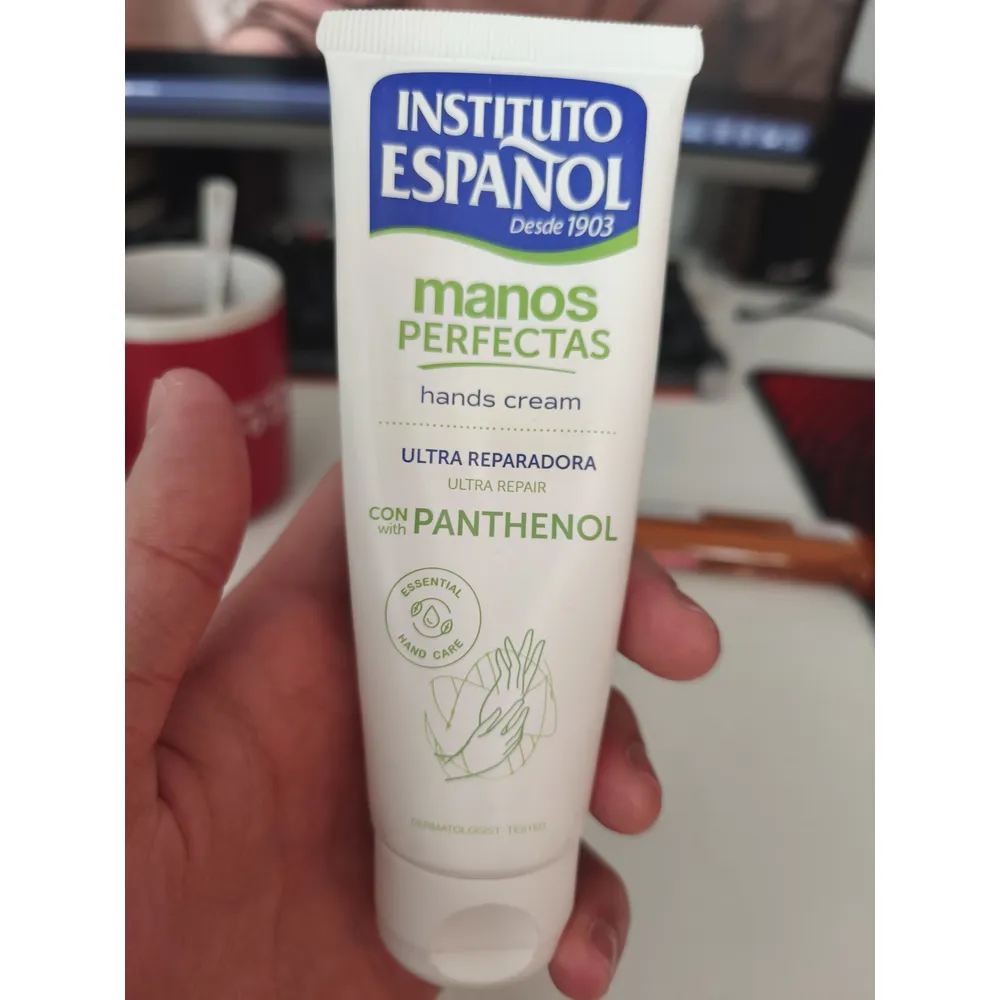 INSTITUTO
ESPAÑOL
Desde 1903
manos
PERFECTAS
hands cream
ULTRA REPARADORA
ULTRA REPAIR
CON
with PANTHENOL
ESSENTIAL
HAND CARE
DERMATOLOGIST TESTED